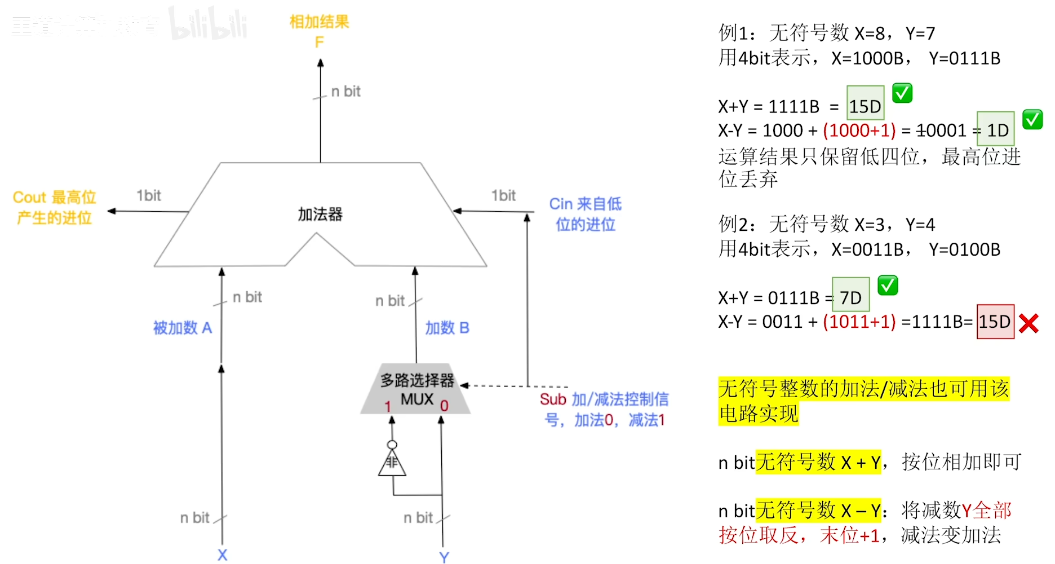 bilibili
相加结果
F
n bit
Cout 最高位
产生的进位
1bit
加法器
1bit
Cin 来自低
位的进位
n bit
n bit
被加数 A
加数 B
多路选择器
MUX
1
0
Sub 加/减法控制信
号，加法0，减法1
非
n bit
n bit
X
Y
例1：无符号数 X=8，Y=7
用4bit表示，X=1000B， Y=0111B
X+Y = 1111B = 15D
X-Y = 1000 + (1000+1) = 10001 = 1D
运算结果只保留低四位，最高位进
位丢弃
例2：无符号数 X=3，Y=4
用4bit表示，X=0011B， Y=0100B
X+Y = 0111B = 7D
X-Y = 0011 + (1011+1) =1111B= 15D
无符号整数的加法/减法也可用该
电路实现
n bit无符号数 X + Y，按位相加即可
n bit无符号数 X – Y：将减数Y全部
按位取反，末位+1，减法变加法